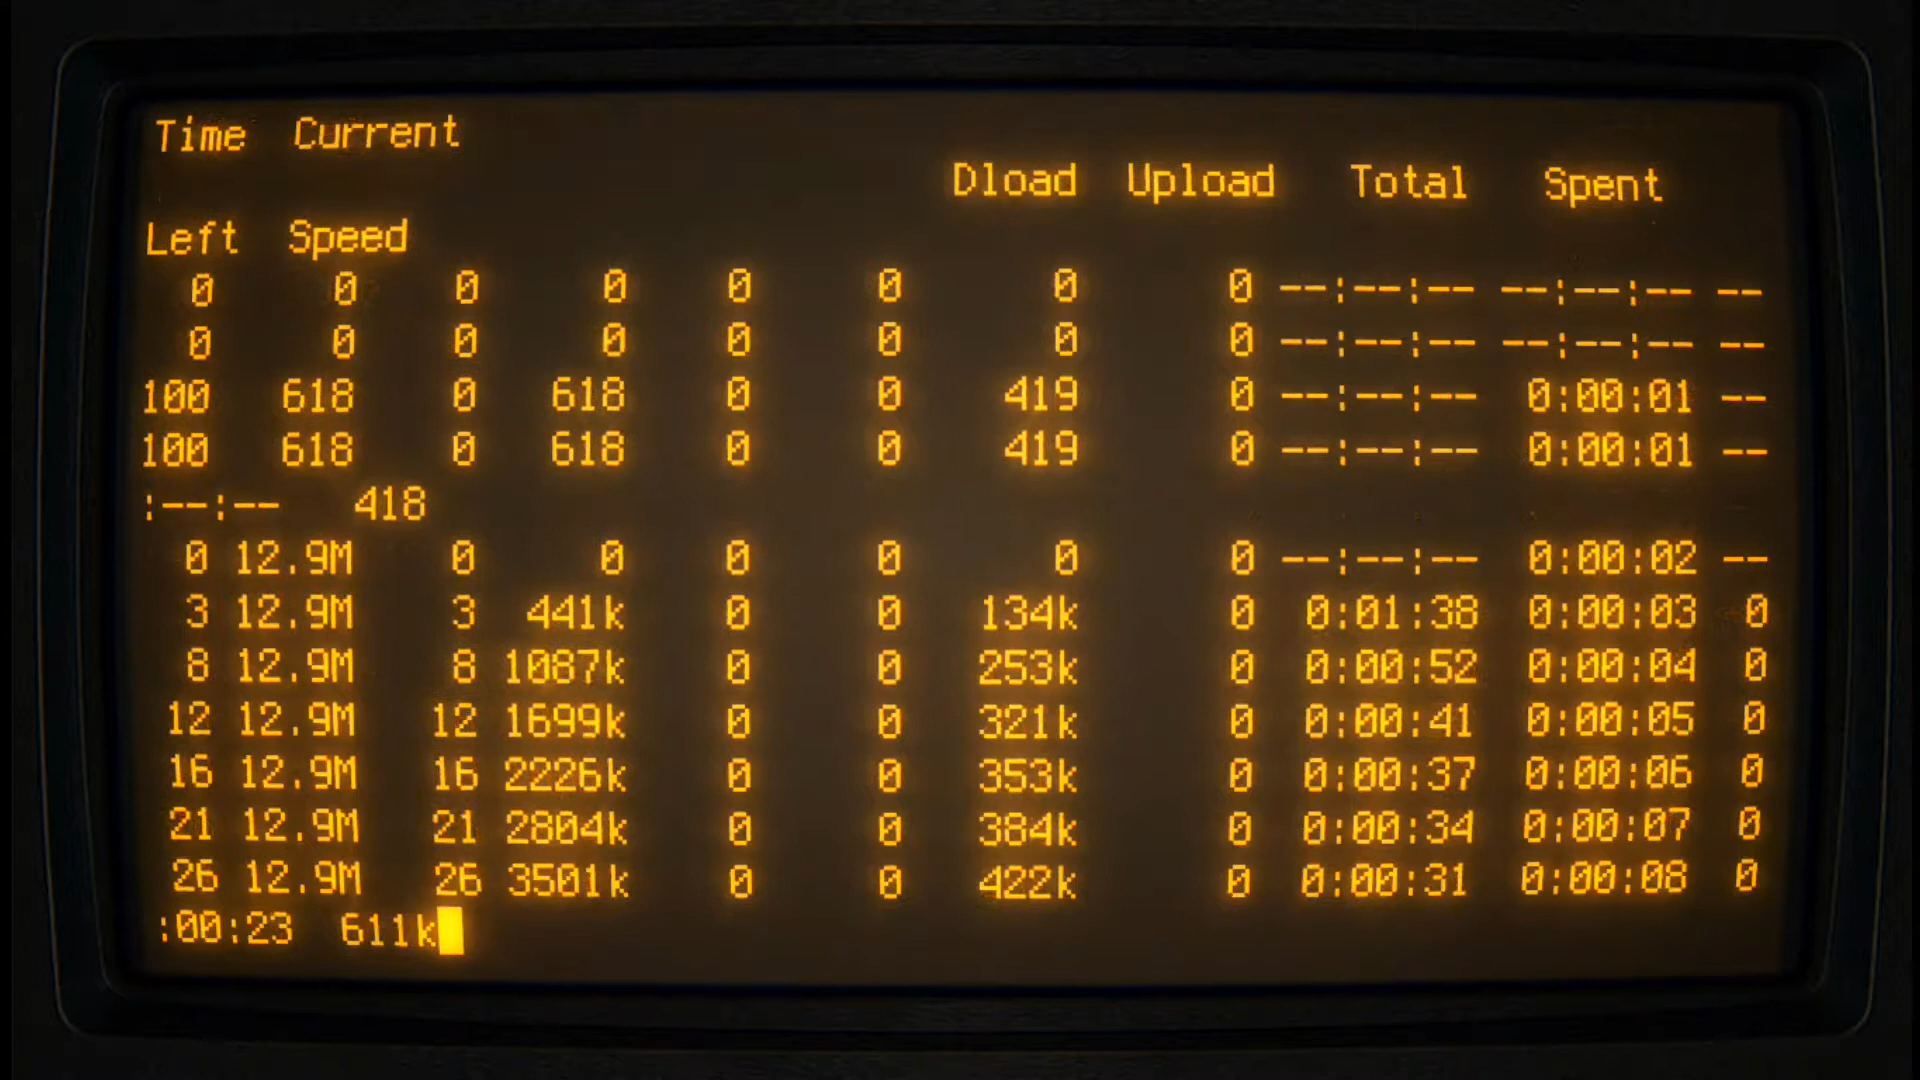 Time Current
Dload Upload Total Spent
Left Speed
0 0 0 0 0 0 0 0 --:--:-- --:--:-- --
0 0 0 0 0 0 0 0 --:--:-- --:--:-- --
100 618 0 618 0 0 419 0 --:--:-- 0:00:01 --
100 618 0 618 0 0 419 0 --:--:-- 0:00:01 --
:--:-- 418
0 12.9M 0 0 0 0 0 0 --:--:-- 0:00:02 --
3 12.9M 3 441k 0 0 134k 0 0:01:38 0:00:03 0
8 12.9M 8 1087k 0 0 253k 0 0:00:52 0:00:04 0
12 12.9M 12 1699k 0 0 321k 0 0:00:41 0:00:05 0
16 12.9M 16 2226k 0 0 353k 0 0:00:37 0:00:06 0
21 12.9M 21 2804k 0 0 384k 0 0:00:34 0:00:07 0
26 12.9M 26 3501k 0 0 422k 0 0:00:31 0:00:08 0
:00:23 611k